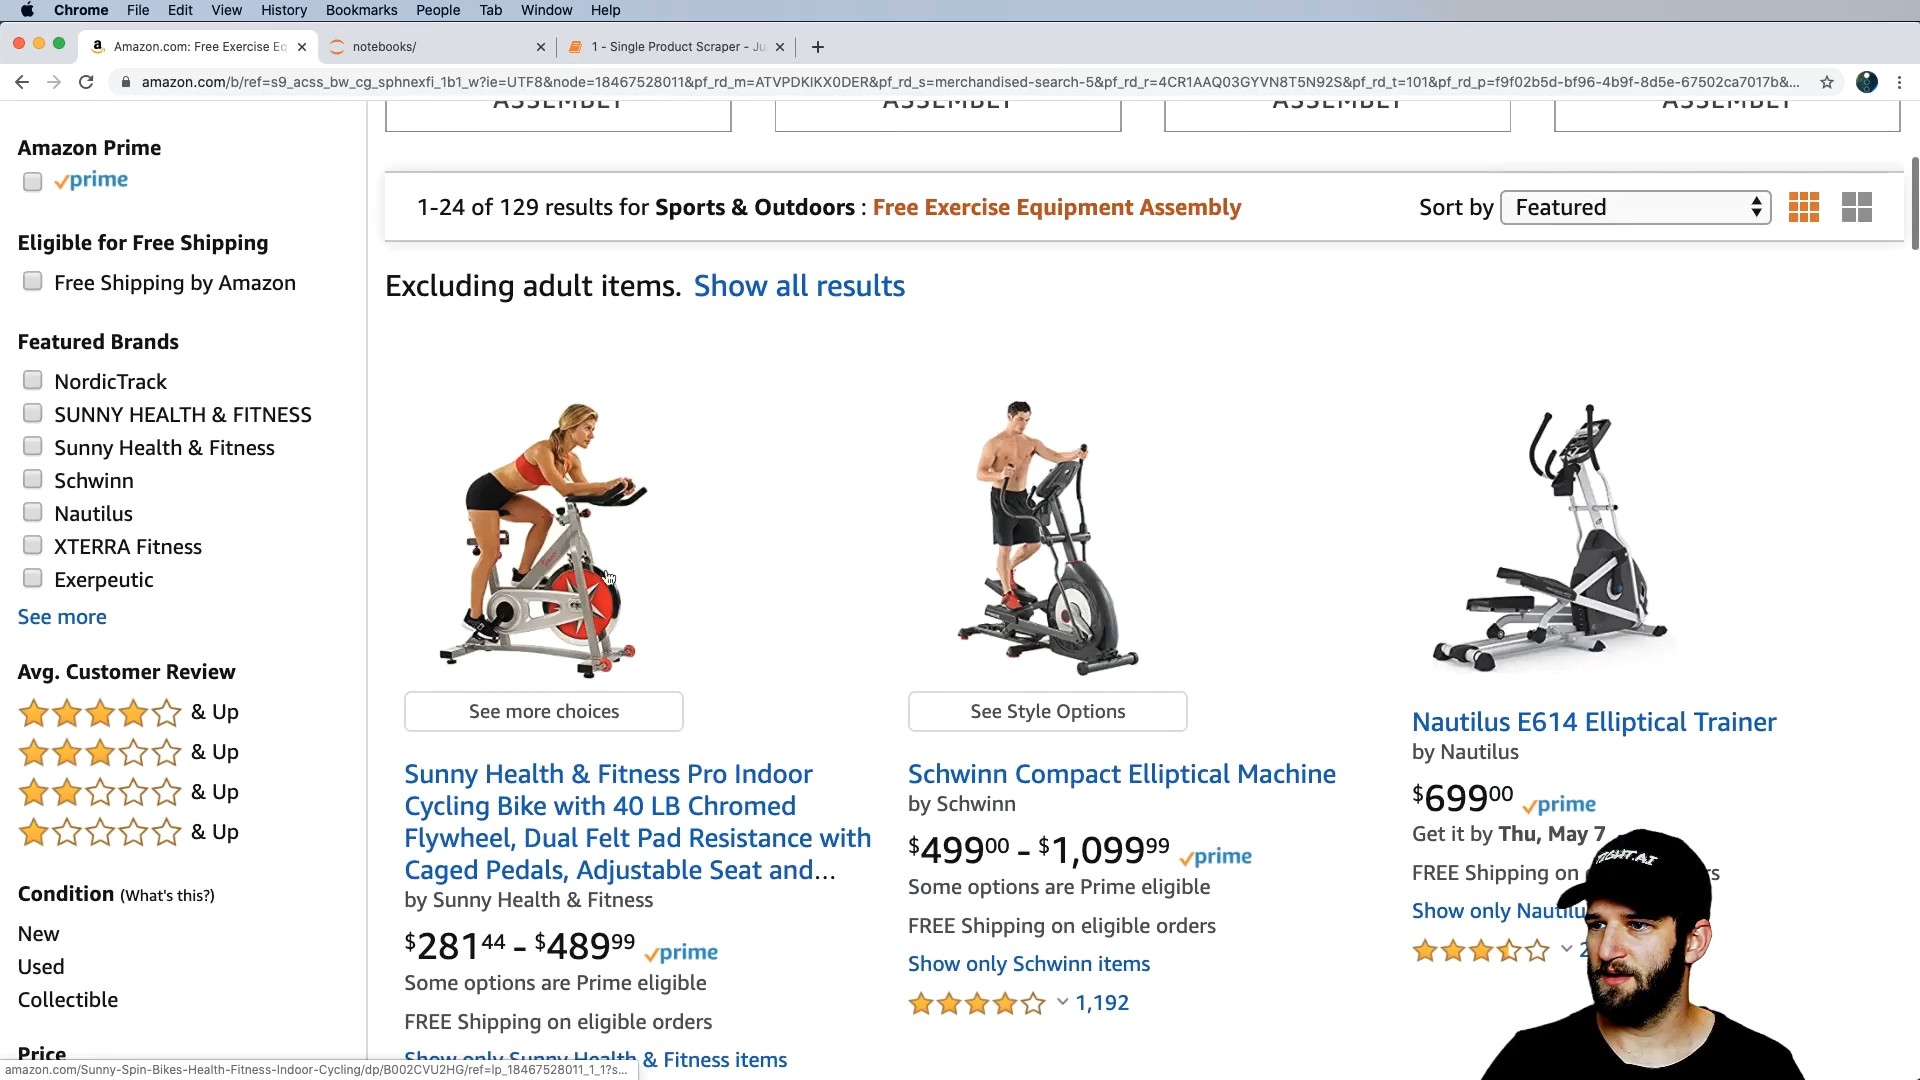 Chrome File Edit View History Bookmarks People Tab Window Help
Amazon.com: Free Exercise Eq
notebooks/
1 - Single Product Scraper - Ju
amazon.com/b/ref=s9_acss_bw_cg_sphnexfi_1b1_w?ie=UTF8&node=18467528011&pf_rd_m=ATVPDKIKX0DER&pf_rd_s=merchandised-search-5&pf_rd_r=4CR1AAQ03GYVN8T5N92S&pf_rd_t=101&pf_rd_p=f9f02b5d-bf96-4b9f-8d5e-67502ca7017b&...
ASSEMBLY ASSEMBLY ASSEMBLY ASSEMBLY
Amazon Prime
prime
Eligible for Free Shipping
Free Shipping by Amazon
Featured Brands
NordicTrack
SUNNY HEALTH & FITNESS
Sunny Health & Fitness
Schwinn
Nautilus
XTERRA Fitness
Exerpeutic
See more
Avg. Customer Review
& Up
& Up
& Up
& Up
Condition (What's this?)
New
Used
Collectible
Price
1-24 of 129 results for Sports & Outdoors : Free Exercise Equipment Assembly
Sort by Featured
Excluding adult items. Show all results
See more choices
Sunny Health & Fitness Pro Indoor
Cycling Bike with 40 LB Chromed
Flywheel, Dual Felt Pad Resistance with
Caged Pedals, Adjustable Seat and...
by Sunny Health & Fitness
$28144 - $48999 prime
Some options are Prime eligible
FREE Shipping on eligible orders
Show only Sunny Health & Fitness items
See Style Options
Schwinn Compact Elliptical Machine
by Schwinn
$49900 - $1,09999 prime
Some options are Prime eligible
FREE Shipping on eligible orders
Show only Schwinn items
1,192
Nautilus E614 Elliptical Trainer
by Nautilus
$69900 prime
Get it by Thu, May 7
FREE Shipping on
Show only
amazon.com/Sunny-Spin-Bikes-Health-Fitness-Indoor-Cycling/dp/B002CVU2HG/ref=lp_18467528011_1_1?s...